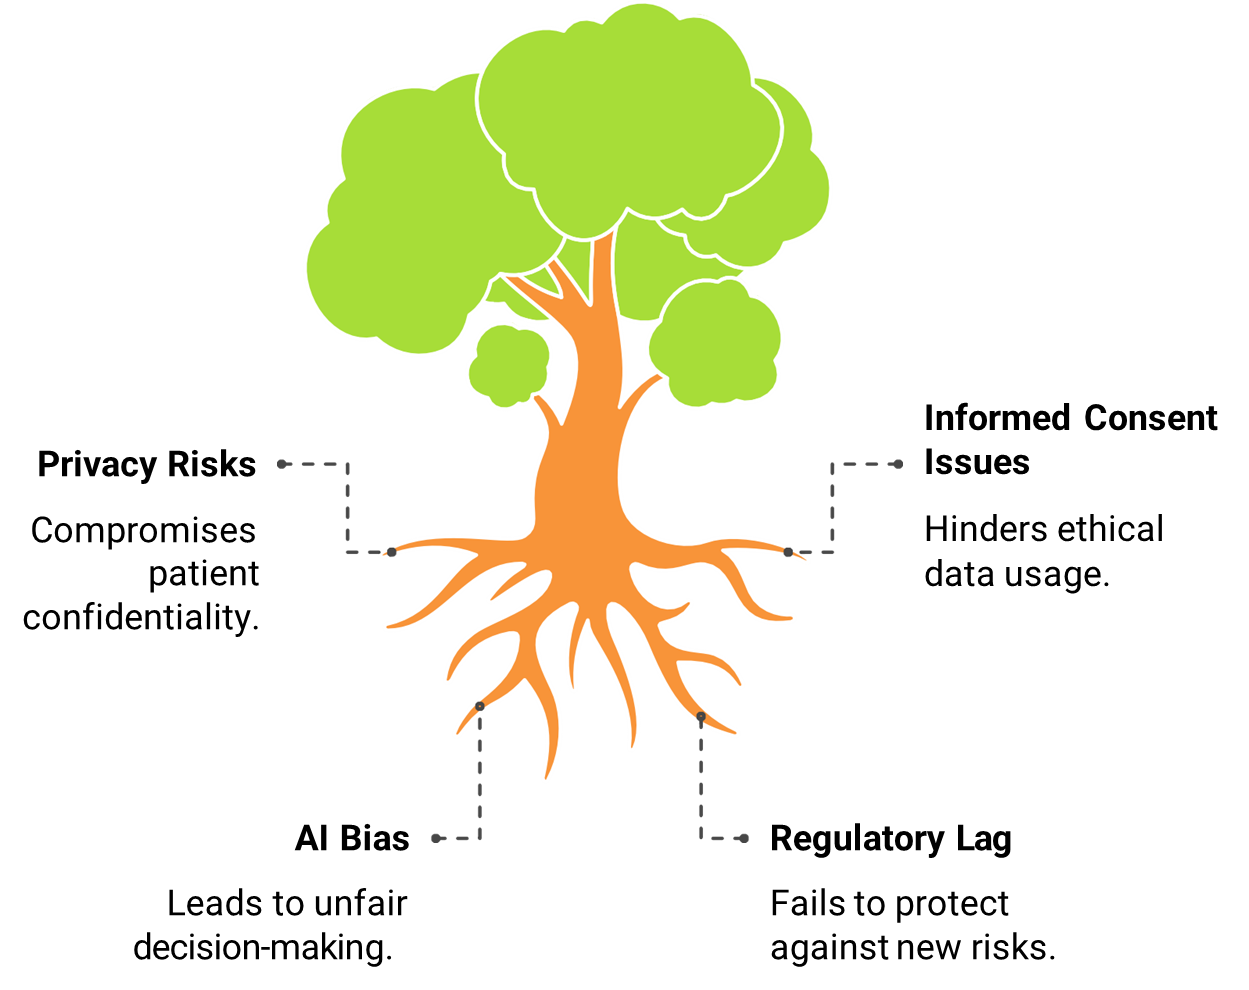 Privacy Risks
Compromises
patient
confidentiality.
Informed Consent
Issues
Hinders ethical
data usage.
AI Bias
Leads to unfair
decision-making.
Regulatory Lag
Fails to protect
against new risks.